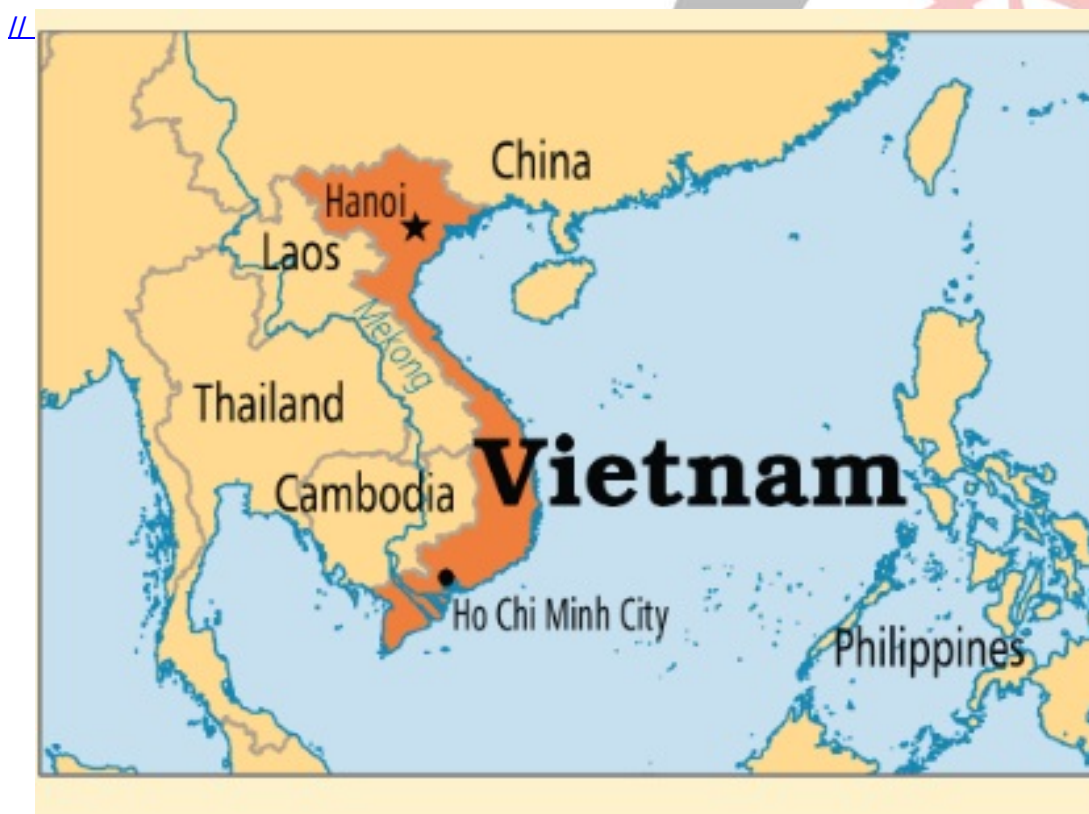 //
China
Hanoi
Laos
Mekong
Thailand
Vietnam
Cambodia
Ho Chi Minh City
Philippines